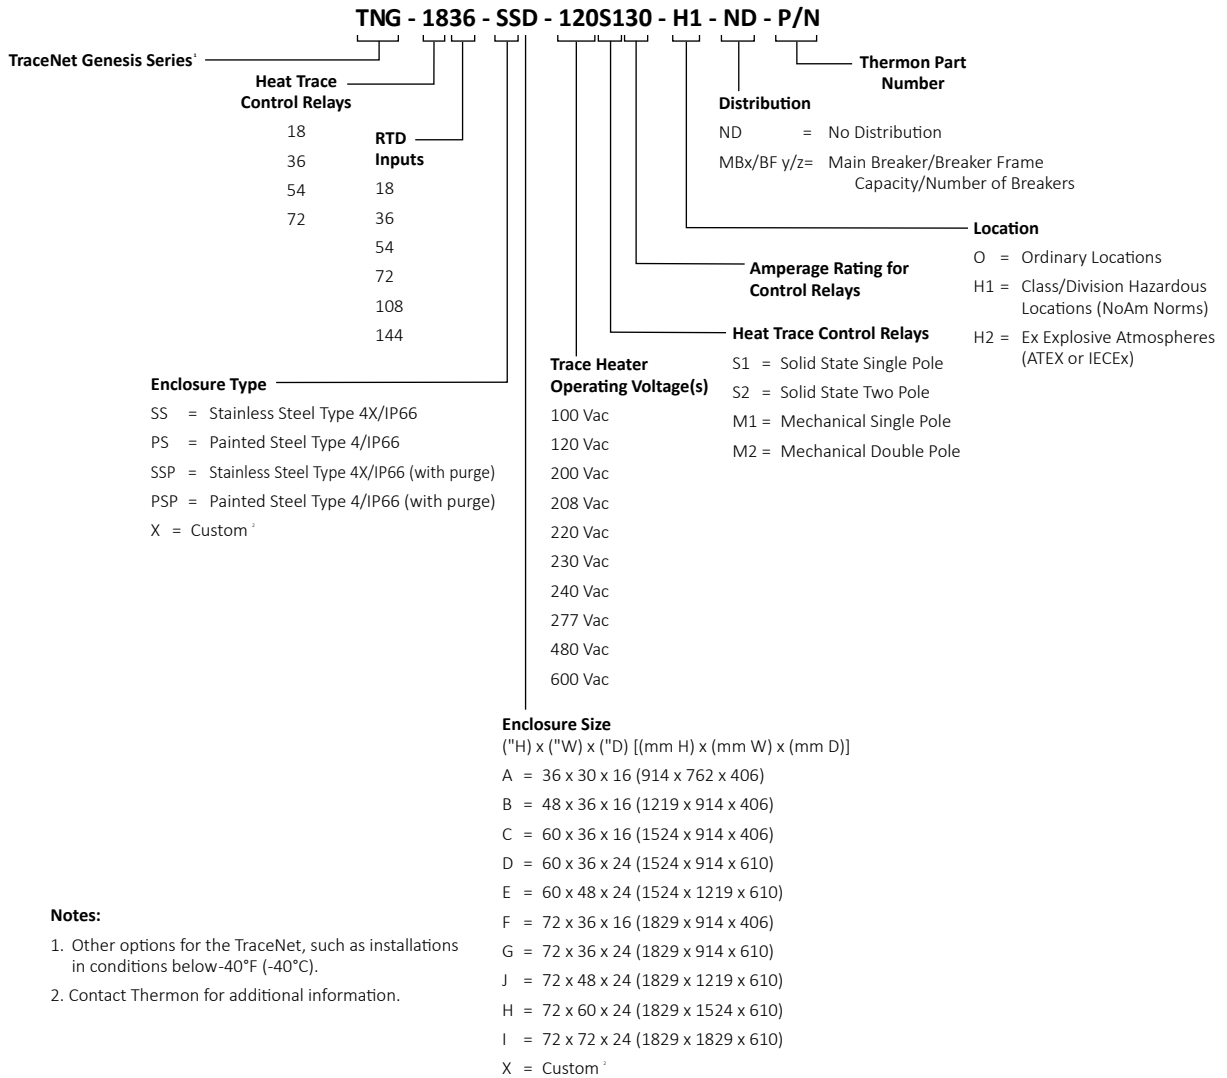 TNG - 1836 - SSD - 120S130 - H1 - ND - P/N
TraceNet Genesis Series¹
Heat Trace
Control Relays
18
36
54
72
RTD
Inputs
18
36
54
72
108
144
Thermon Part
Number
Distribution
ND = No Distribution
MBx/BF y/z= Main Breaker/Breaker Frame
Capacity/Number of Breakers
Location
O = Ordinary Locations
H1 = Class/Division Hazardous
Locations (NoAm Norms)
H2 = Ex Explosive Atmospheres
(ATEX or IECEx)
Amperage Rating for
Control Relays
Heat Trace Control Relays
S1 = Solid State Single Pole
S2 = Solid State Two Pole
M1 = Mechanical Single Pole
M2 = Mechanical Double Pole
Trace Heater
Operating Voltage(s)
100 Vac
120 Vac
200 Vac
208 Vac
220 Vac
230 Vac
240 Vac
277 Vac
480 Vac
600 Vac
Enclosure Type
SS = Stainless Steel Type 4X/IP66
PS = Painted Steel Type 4/IP66
SSP = Stainless Steel Type 4X/IP66 (with purge)
PSP = Painted Steel Type 4/IP66 (with purge)
X = Custom ²
Enclosure Size
("H) x ("W) x ("D) [(mm H) x (mm W) x (mm D)]
A = 36 x 30 x 16 (914 x 762 x 406)
B = 48 x 36 x 16 (1219 x 914 x 406)
C = 60 x 36 x 16 (1524 x 914 x 406)
D = 60 x 36 x 24 (1524 x 914 x 610)
E = 60 x 48 x 24 (1524 x 1219 x 610)
F = 72 x 36 x 16 (1829 x 914 x 406)
G = 72 x 36 x 24 (1829 x 914 x 610)
J = 72 x 48 x 24 (1829 x 1219 x 610)
H = 72 x 60 x 24 (1829 x 1524 x 610)
I = 72 x 72 x 24 (1829 x 1829 x 610)
X = Custom ²
Notes:
1. Other options for the TraceNet, such as installations
in conditions below-40°F (-40°C).
2. Contact Thermon for additional information.